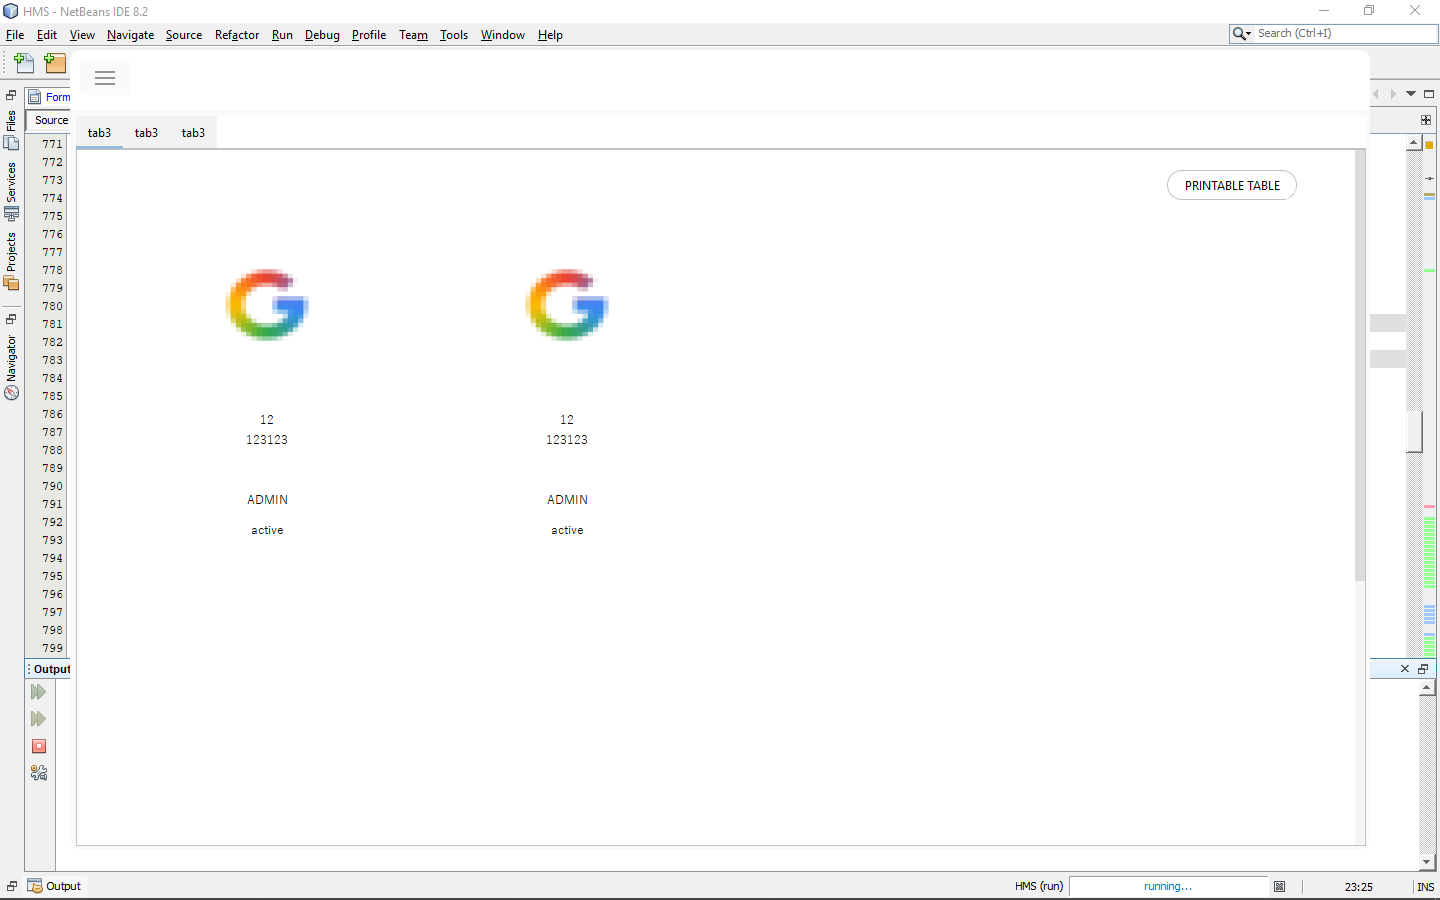 HMS - NetBeans IDE 8.2
File Edit View Navigate Source Refactor Run Debug Profile Team Tools Window Help
Search (Ctrl+I)
Form
Source
Files
Services
Projects
Navigator
tab3 tab3 tab3
PRINTABLE TABLE
771
772
773
774
775
776
777
778
779
780
781
782
783
784
785
786
787
788
789
790
791
792
793
794
795
796
797
798
799
12 12
123123 123123
ADMIN ADMIN
active active
Output
Output
HMS (run) running... 23:25 INS